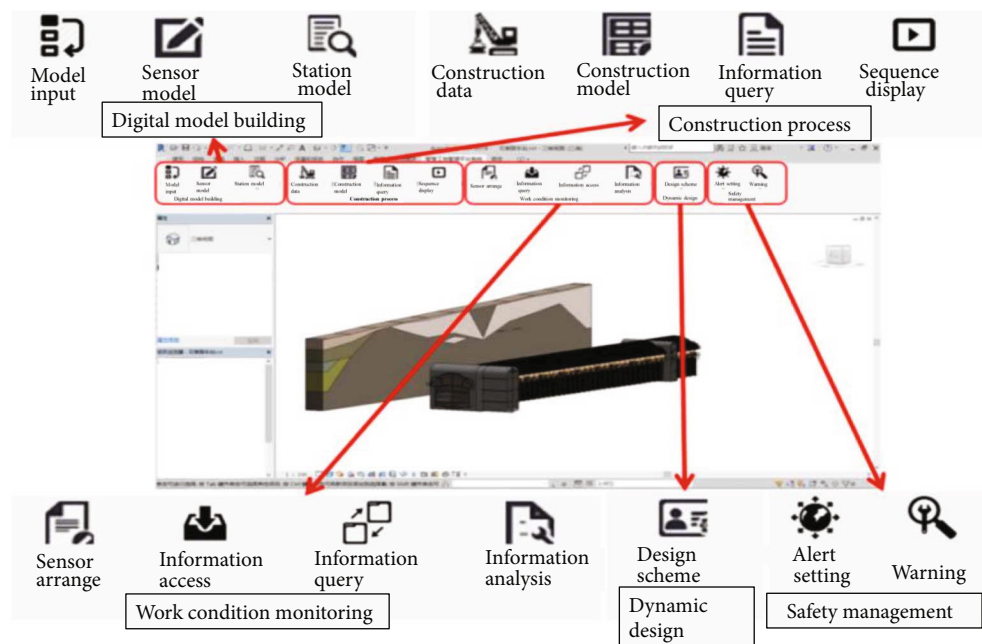 Model
input
Sensor
model
Station
model
Digital model building
Construction
data
Construction
model
Information
query
Sequence
display
Construction process
Model
input
Sensor
model
Station model
Digital model building
Construction
data
Construction
model
Information
query
Sequence
display
Construction process
Sensor arrange
Information
query
Information access
Information
analysis
Work condition monitoring
Design scheme
Dynamic design
Alert setting
Warning
Safety
management
Sensor
arrange
Information
access
Information
query
Information
analysis
Work condition monitoring
Design
scheme
Dynamic
design
Alert
setting
Warning
Safety management